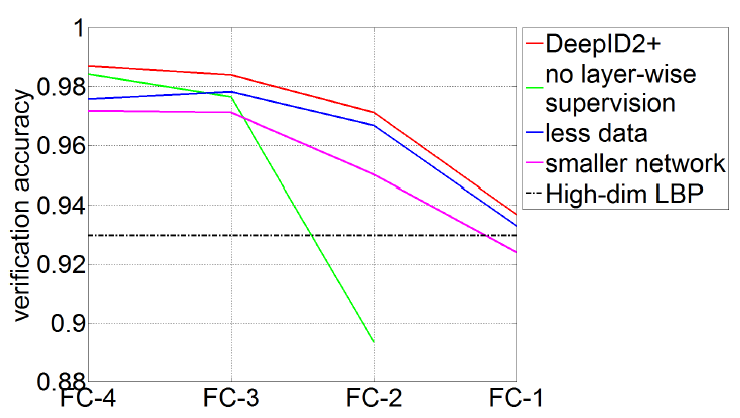 1
0.98
0.96
0.94
0.92
0.9
0.88
verification accuracy
FC-4 FC-3 FC-2 FC-1
DeepID2+
no layer-wise
supervision
less data
smaller network
High-dim LBP